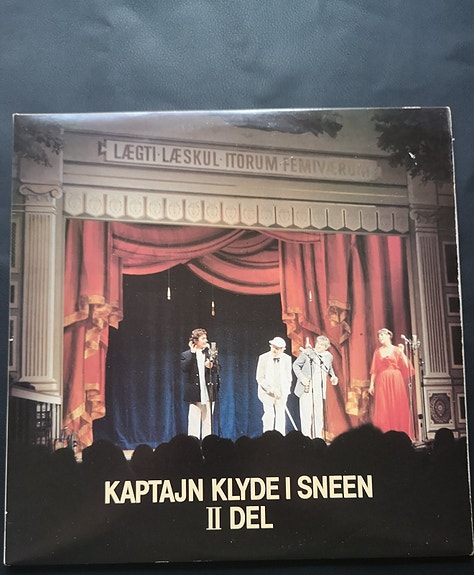 LÆGTI · LÆSKUL · ITORUM · FEMIVÆRUM
KAPTAJN KLYDE I SNEEN
II DEL